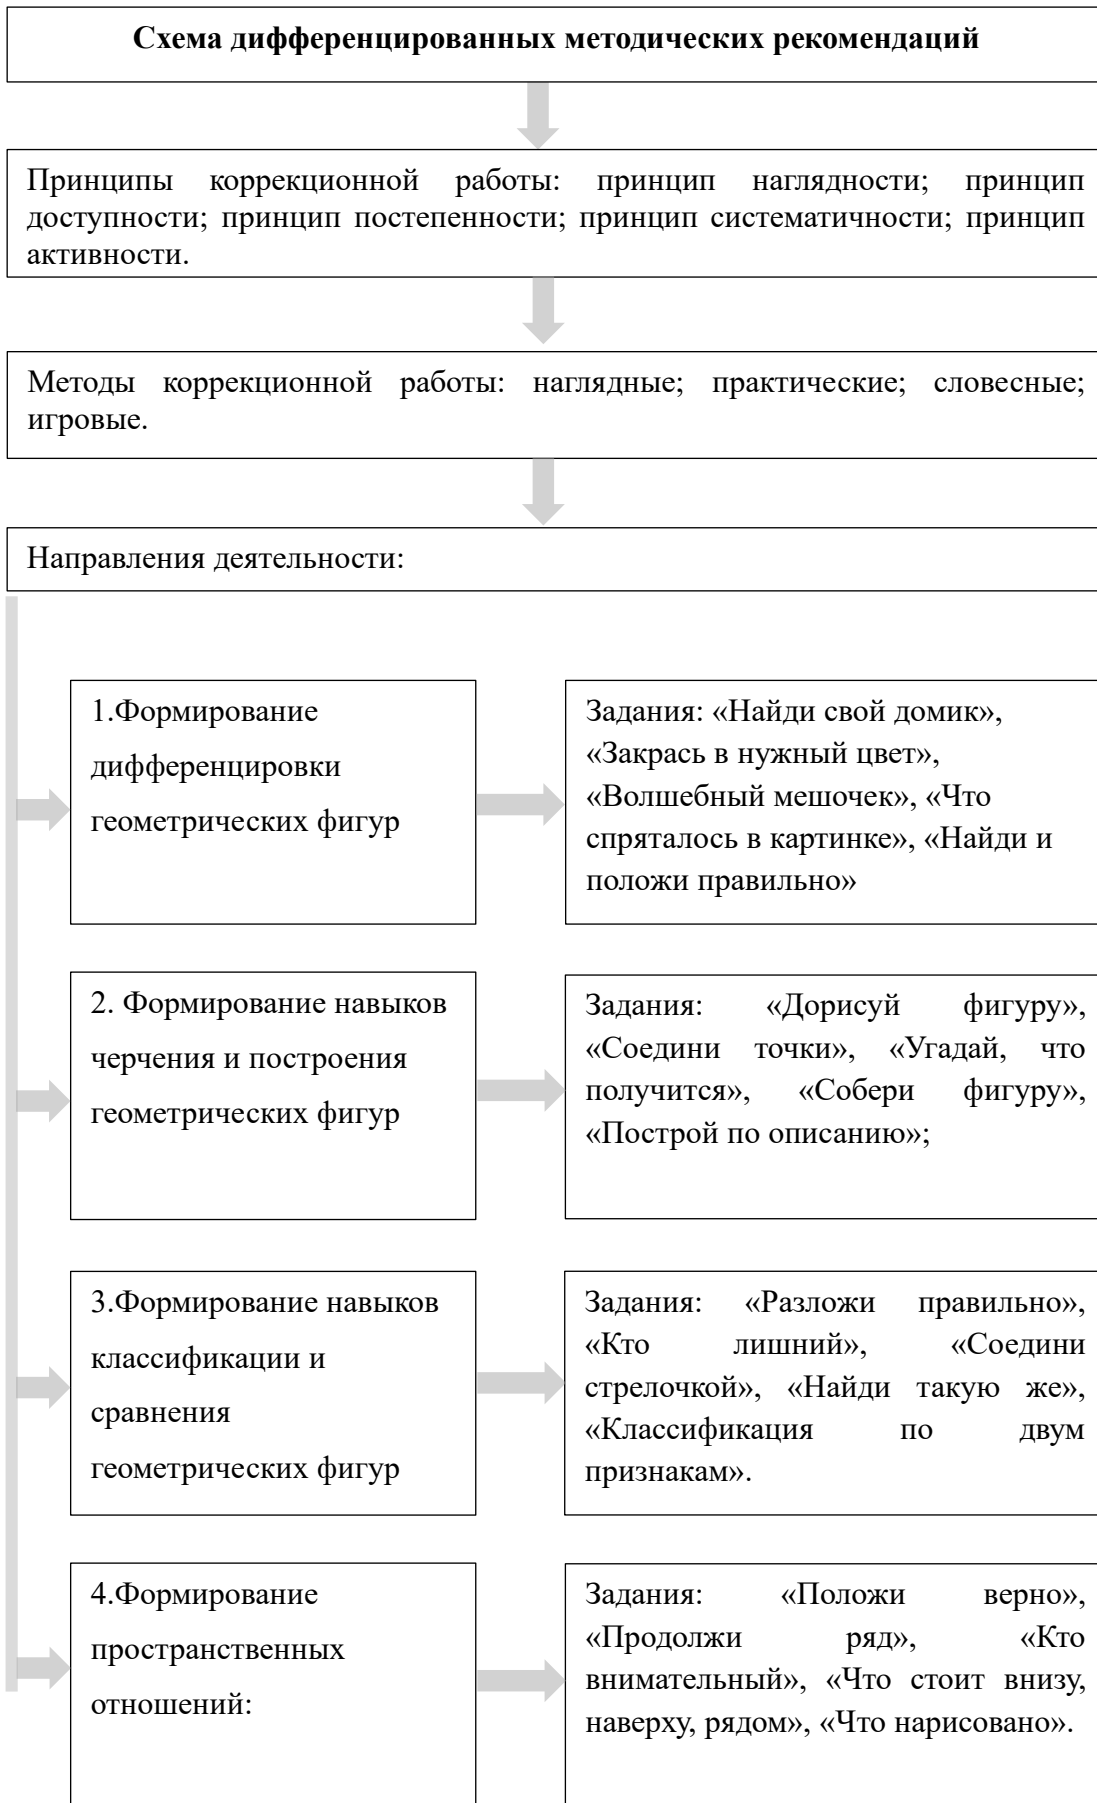 Схема дифференцированных методических рекомендаций
Принципы коррекционной работы: принцип наглядности; принцип
доступности; принцип постепенности; принцип систематичности; принцип
активности.
Методы коррекционной работы: наглядные; практические; словесные;
игровые.
Направления деятельности:
1.Формирование
дифференцировки
геометрических фигур
Задания: «Найди свой домик»,
«Закрась в нужный цвет»,
«Волшебный мешочек», «Что
спряталось в картинке», «Найди и
положи правильно»
2. Формирование навыков
черчения и построения
геометрических фигур
Задания: «Дорисуй фигуру»,
«Соедини точки», «Угадай, что
получится», «Собери фигуру»,
«Построй по описанию»;
3.Формирование навыков
классификации и
сравнения
геометрических фигур
Задания: «Разложи правильно»,
«Кто лишний», «Соедини
стрелочкой», «Найди такую же»,
«Классификация по двум
признакам».
4.Формирование
пространственных
отношений:
Задания: «Положи верно»,
«Продолжи ряд», «Кто
внимательный», «Что стоит внизу,
наверху, рядом», «Что нарисовано».